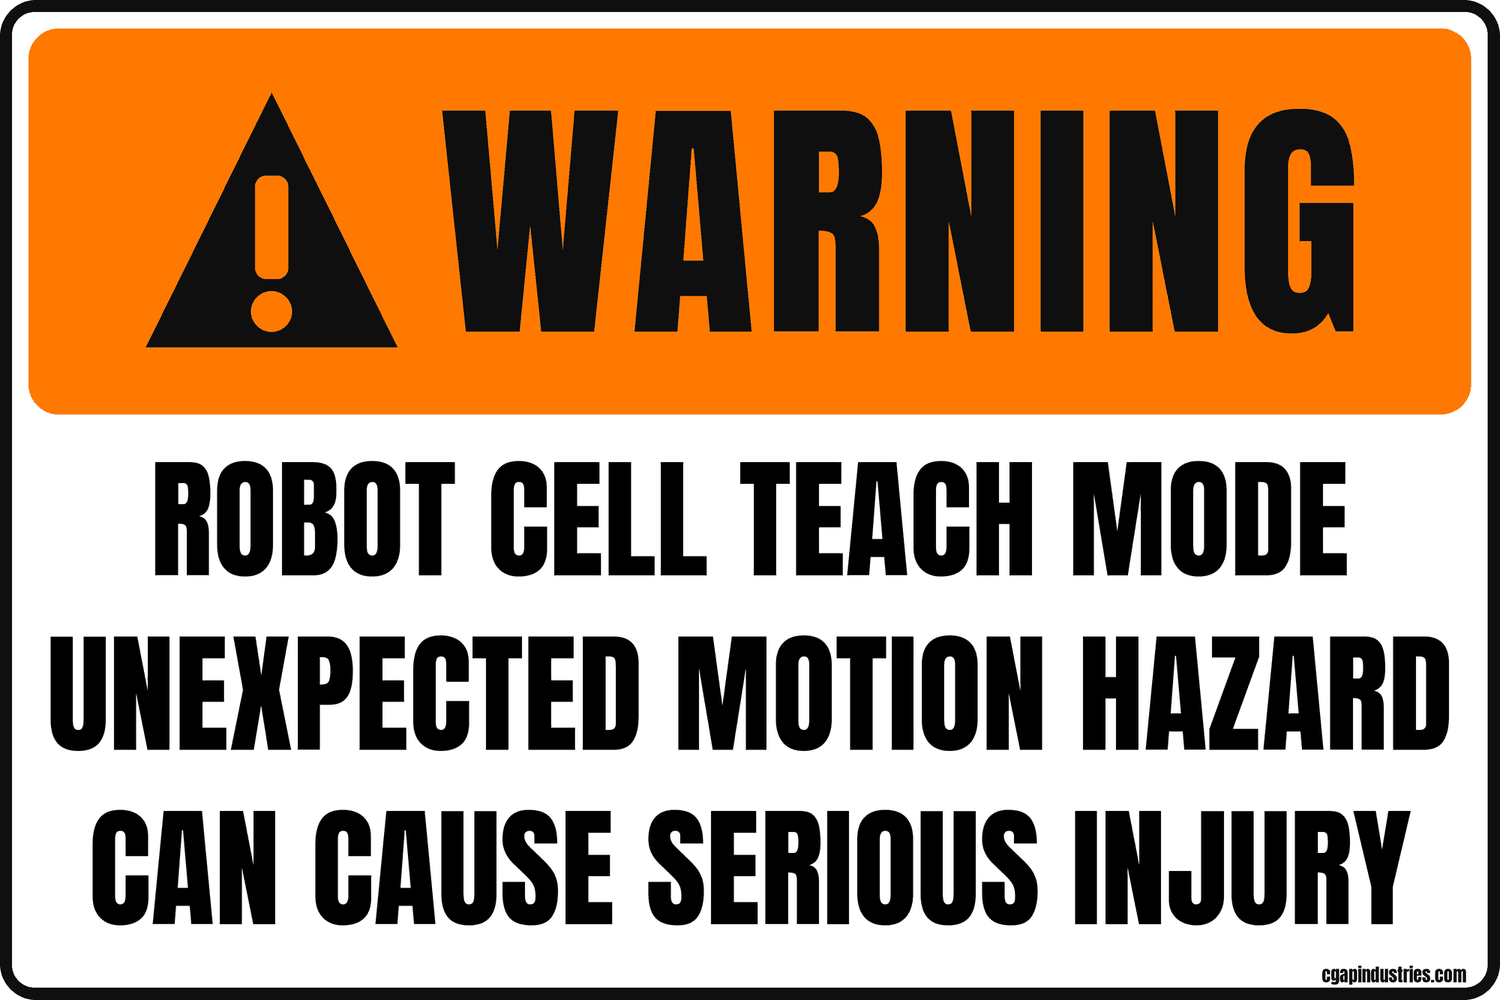 WARNING
ROBOT CELL TEACH MODE
UNEXPECTED MOTION HAZARD
CAN CAUSE SERIOUS INJURY
cgapindustries.com